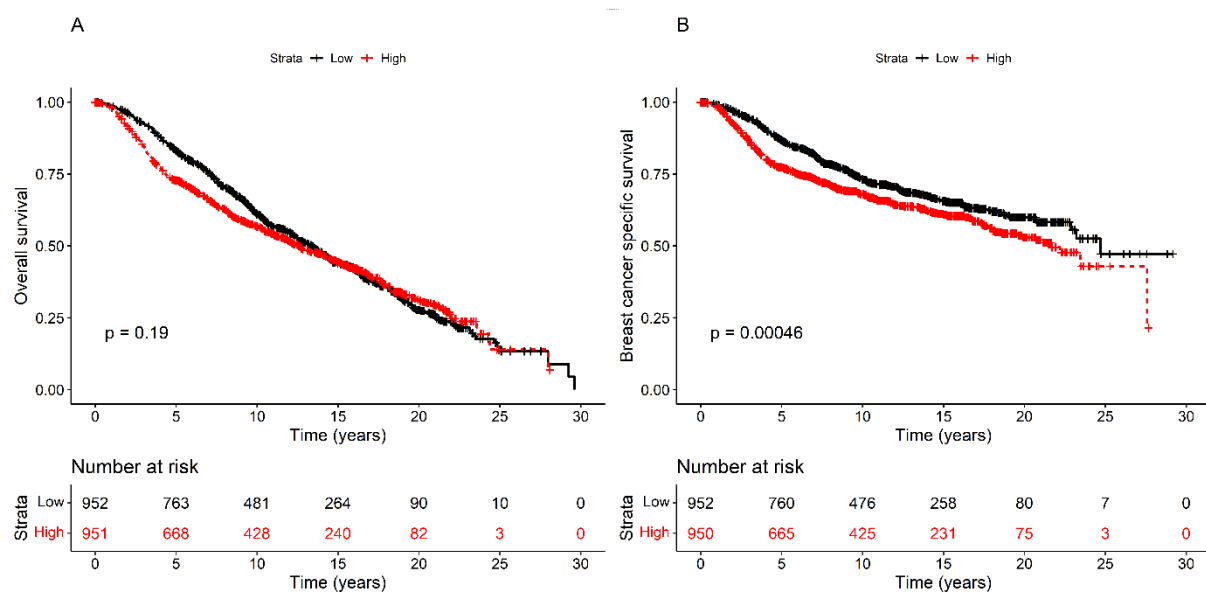 A
Strata Low High
Overall survival
1.00
0.75
0.50
0.25
0.00
p = 0.19
0 5 10 15 20 25 30
Time (years)
Number at risk
Strata
Low 952 763 481 264 90 10 0
High 951 668 428 240 82 3 0
0 5 10 15 20 25 30
Time (years)
B
Strata Low High
Breast cancer specific survival
1.00
0.75
0.50
0.25
0.00
p = 0.00046
0 5 10 15 20 25 30
Time (years)
Number at risk
Strata
Low 952 760 476 258 80 7 0
High 950 665 425 231 75 3 0
0 5 10 15 20 25 30
Time (years)